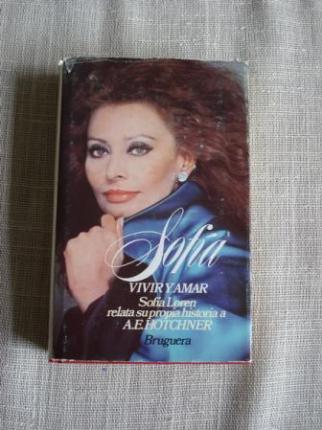 Sofía
VIVIR Y AMAR
Sofía Loren
relata su propia historia a
A.E. HOTCHNER
Bruguera